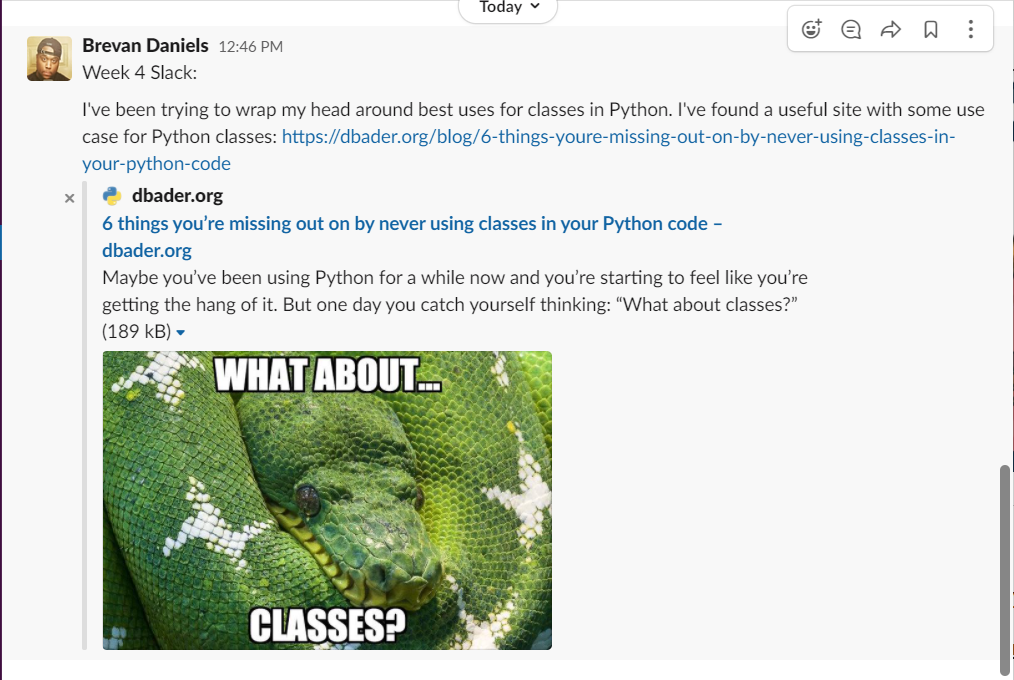 Today
Brevan Daniels 12:46 PM
Week 4 Slack:
I've been trying to wrap my head around best uses for classes in Python. I've found a useful site with some use
case for Python classes: https://dbader.org/blog/6-things-youre-missing-out-on-by-never-using-classes-in-
your-python-code
dbader.org
6 things you’re missing out on by never using classes in your Python code –
dbader.org
Maybe you’ve been using Python for a while now and you’re starting to feel like you’re
getting the hang of it. But one day you catch yourself thinking: “What about classes?”
(189 kB)
WHAT ABOUT...
CLASSES?